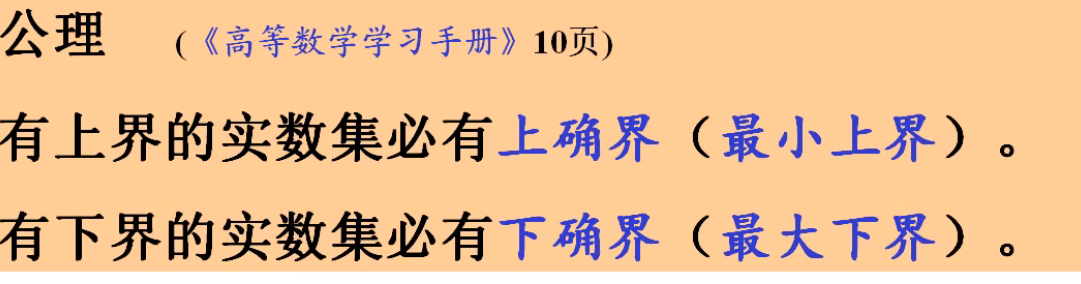 公理 (《高等数学学习手册》10页)
有上界的实数集必有上确界（最小上界）。
有下界的实数集必有下确界（最大下界）。